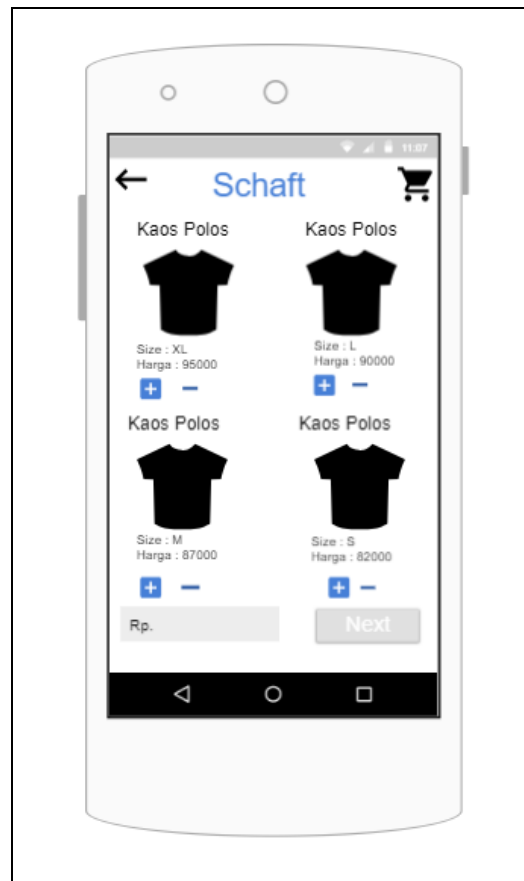 11:07
Schaft
Kaos Polos
Kaos Polos
Size : XL
Harga : 95000
Size : L
Harga : 90000
Kaos Polos
Kaos Polos
Size : M
Harga : 87000
Size : S
Harga : 82000
Rp.
Next